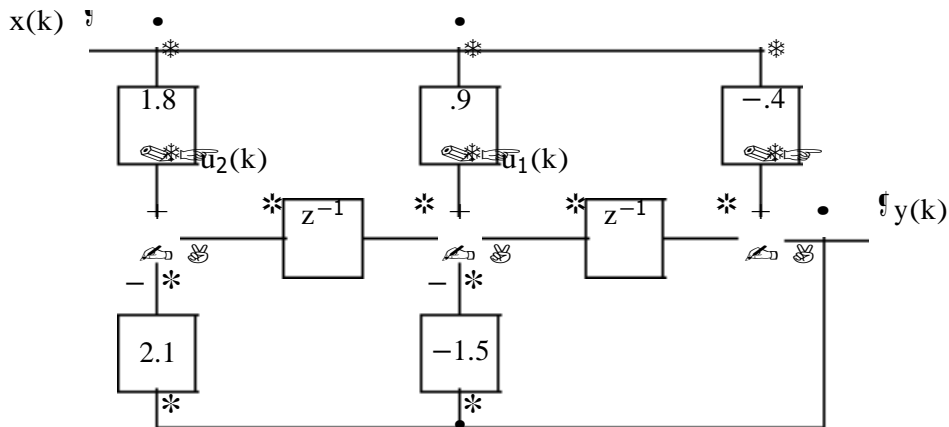 x(k)
1.8 .9 −.4
u₂(k) u₁(k)
+ + +
z⁻¹ z⁻¹ y(k)
− −
2.1 −1.5